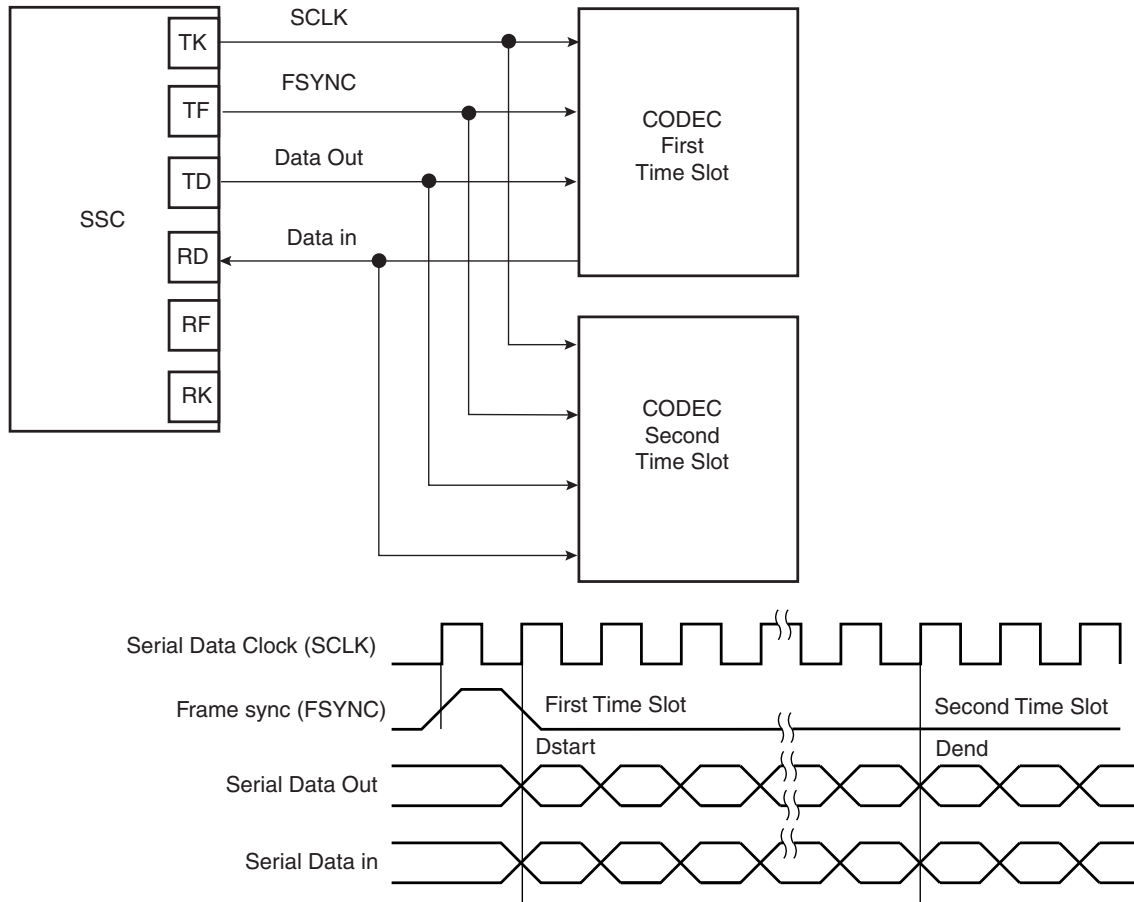 SCLK
TK
FSYNC
TF
CODEC
First
Time Slot
Data Out
TD
SSC
Data in
RD
RF
RK
CODEC
Second
Time Slot
Serial Data Clock (SCLK)
Frame sync (FSYNC)
First Time Slot
Second Time Slot
Dstart
Dend
Serial Data Out
Serial Data in